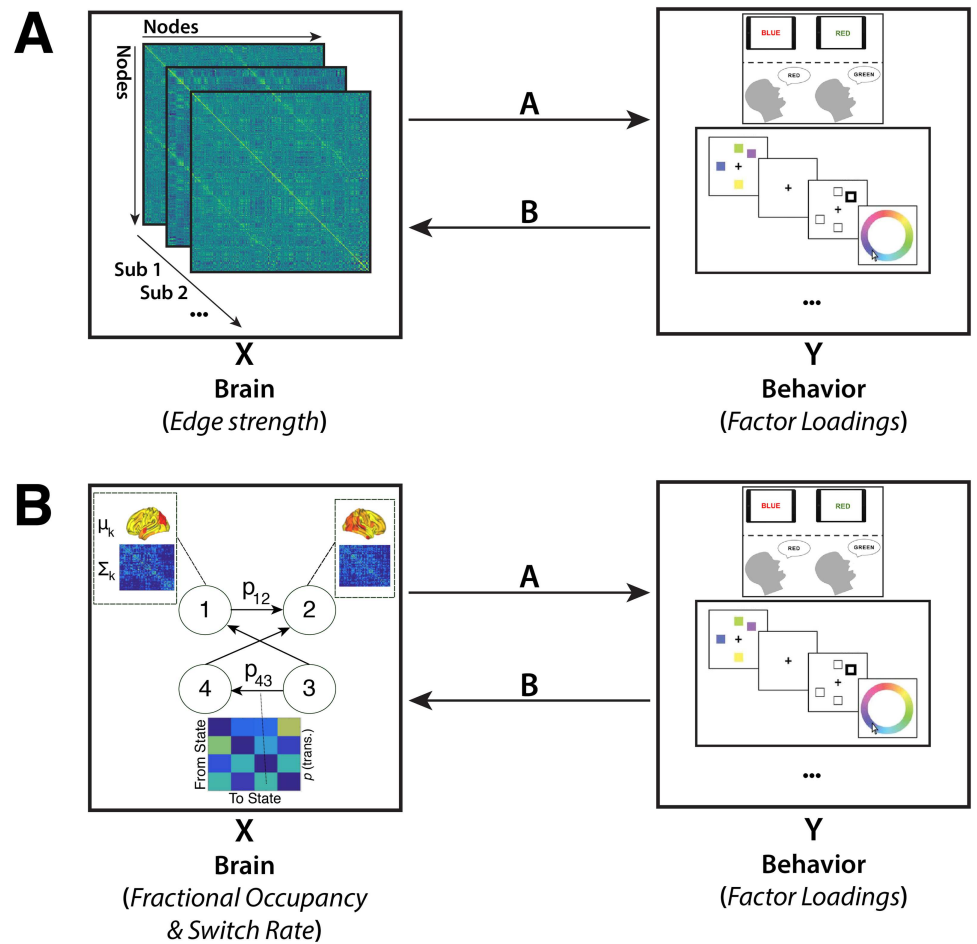 A
Nodes
Nodes
Sub 1
Sub 2
...
X
Brain
(Edge strength)
A
B
BLUE
RED
RED
GREEN
...
Y
Behavior
(Factor Loadings)
B
μk
Σk
1
p12
2
4
p43
3
From State
p (trans.)
To State
X
Brain
(Fractional Occupancy
& Switch Rate)
A
B
BLUE
RED
RED
GREEN
...
Y
Behavior
(Factor Loadings)